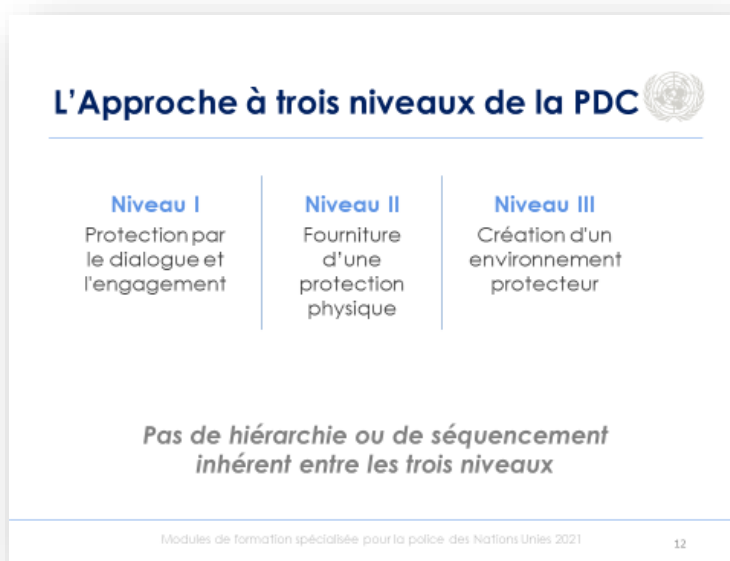 L'Approche à trois niveaux de la PDC
Niveau I
Protection par
le dialogue et
l'engagement
Niveau II
Fourniture
d'une
protection
physique
Niveau III
Création d'un
environnement
protecteur
Pas de hiérarchie ou de séquencement
inhérent entre les trois niveaux
Modules de formation spécialisée pour la police des Nations Unies 2021
12